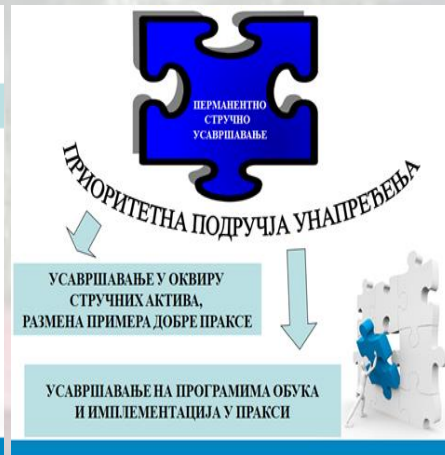 ПЕРМАНЕНТНО
СТРУЧНО
УСАВРШАВАЊЕ
ПРИОРИТЕТНА ПОДРУЧЈА УНАПРЕЂЕЊА
УСАВРШАВАЊЕ У ОКВИРУ
СТРУЧНИХ АКТИВА,
РАЗМЕНА ПРИМЕРА ДОБРЕ ПРАКСЕ
УСАВРШАВАЊЕ НА ПРОГРАМИМА ОБУКА
И ИМПЛЕМЕНТАЦИЈА У ПРАКСИ